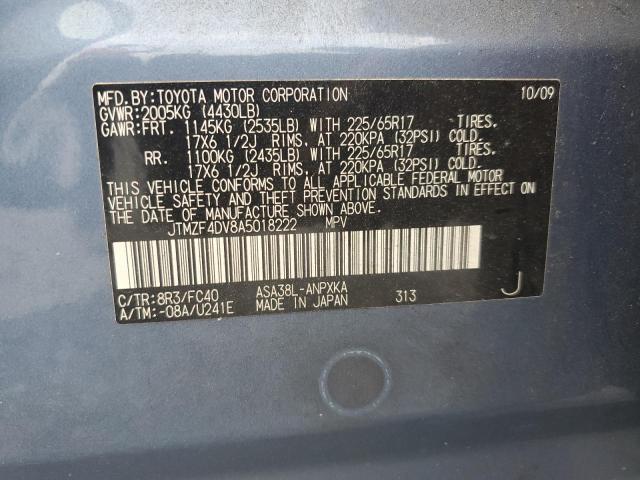 MFD.BY:TOYOTA MOTOR CORPORATION 10/09
GVWR:2005KG (4430LB)
GAWR:FRT. 1145KG (2535LB) WITH 225/65R17 TIRES.
17X6 1/2J RIMS. AT 220KPA (32PSI) COLD.
RR. 1100KG (2435LB) WITH 225/65R17 TIRES.
17X6 1/2J RIMS. AT 220KPA (32PSI) COLD.
THIS VEHICLE CONFORMS TO ALL APPLICABLE FEDERAL MOTOR
VEHICLE SAFETY AND THEFT PREVENTION STANDARDS IN EFFECT ON
THE DATE OF MANUFACTURE SHOWN ABOVE.
JTMZF4DV8A5018222 MPV
C/TR:8R3/FC40 ASA38L-ANPXKA
A/TM:-08A/U241E MADE IN JAPAN 313 J